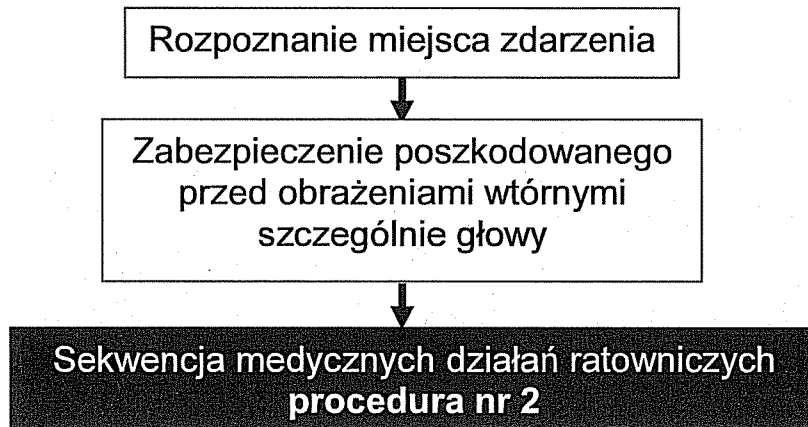 Rozpoznanie miejsca zdarzenia
Zabezpieczenie poszkodowanego
przed obrażeniami wtórnymi
szczególnie głowy
Sekwencja medycznych działań ratowniczych
procedura nr 2